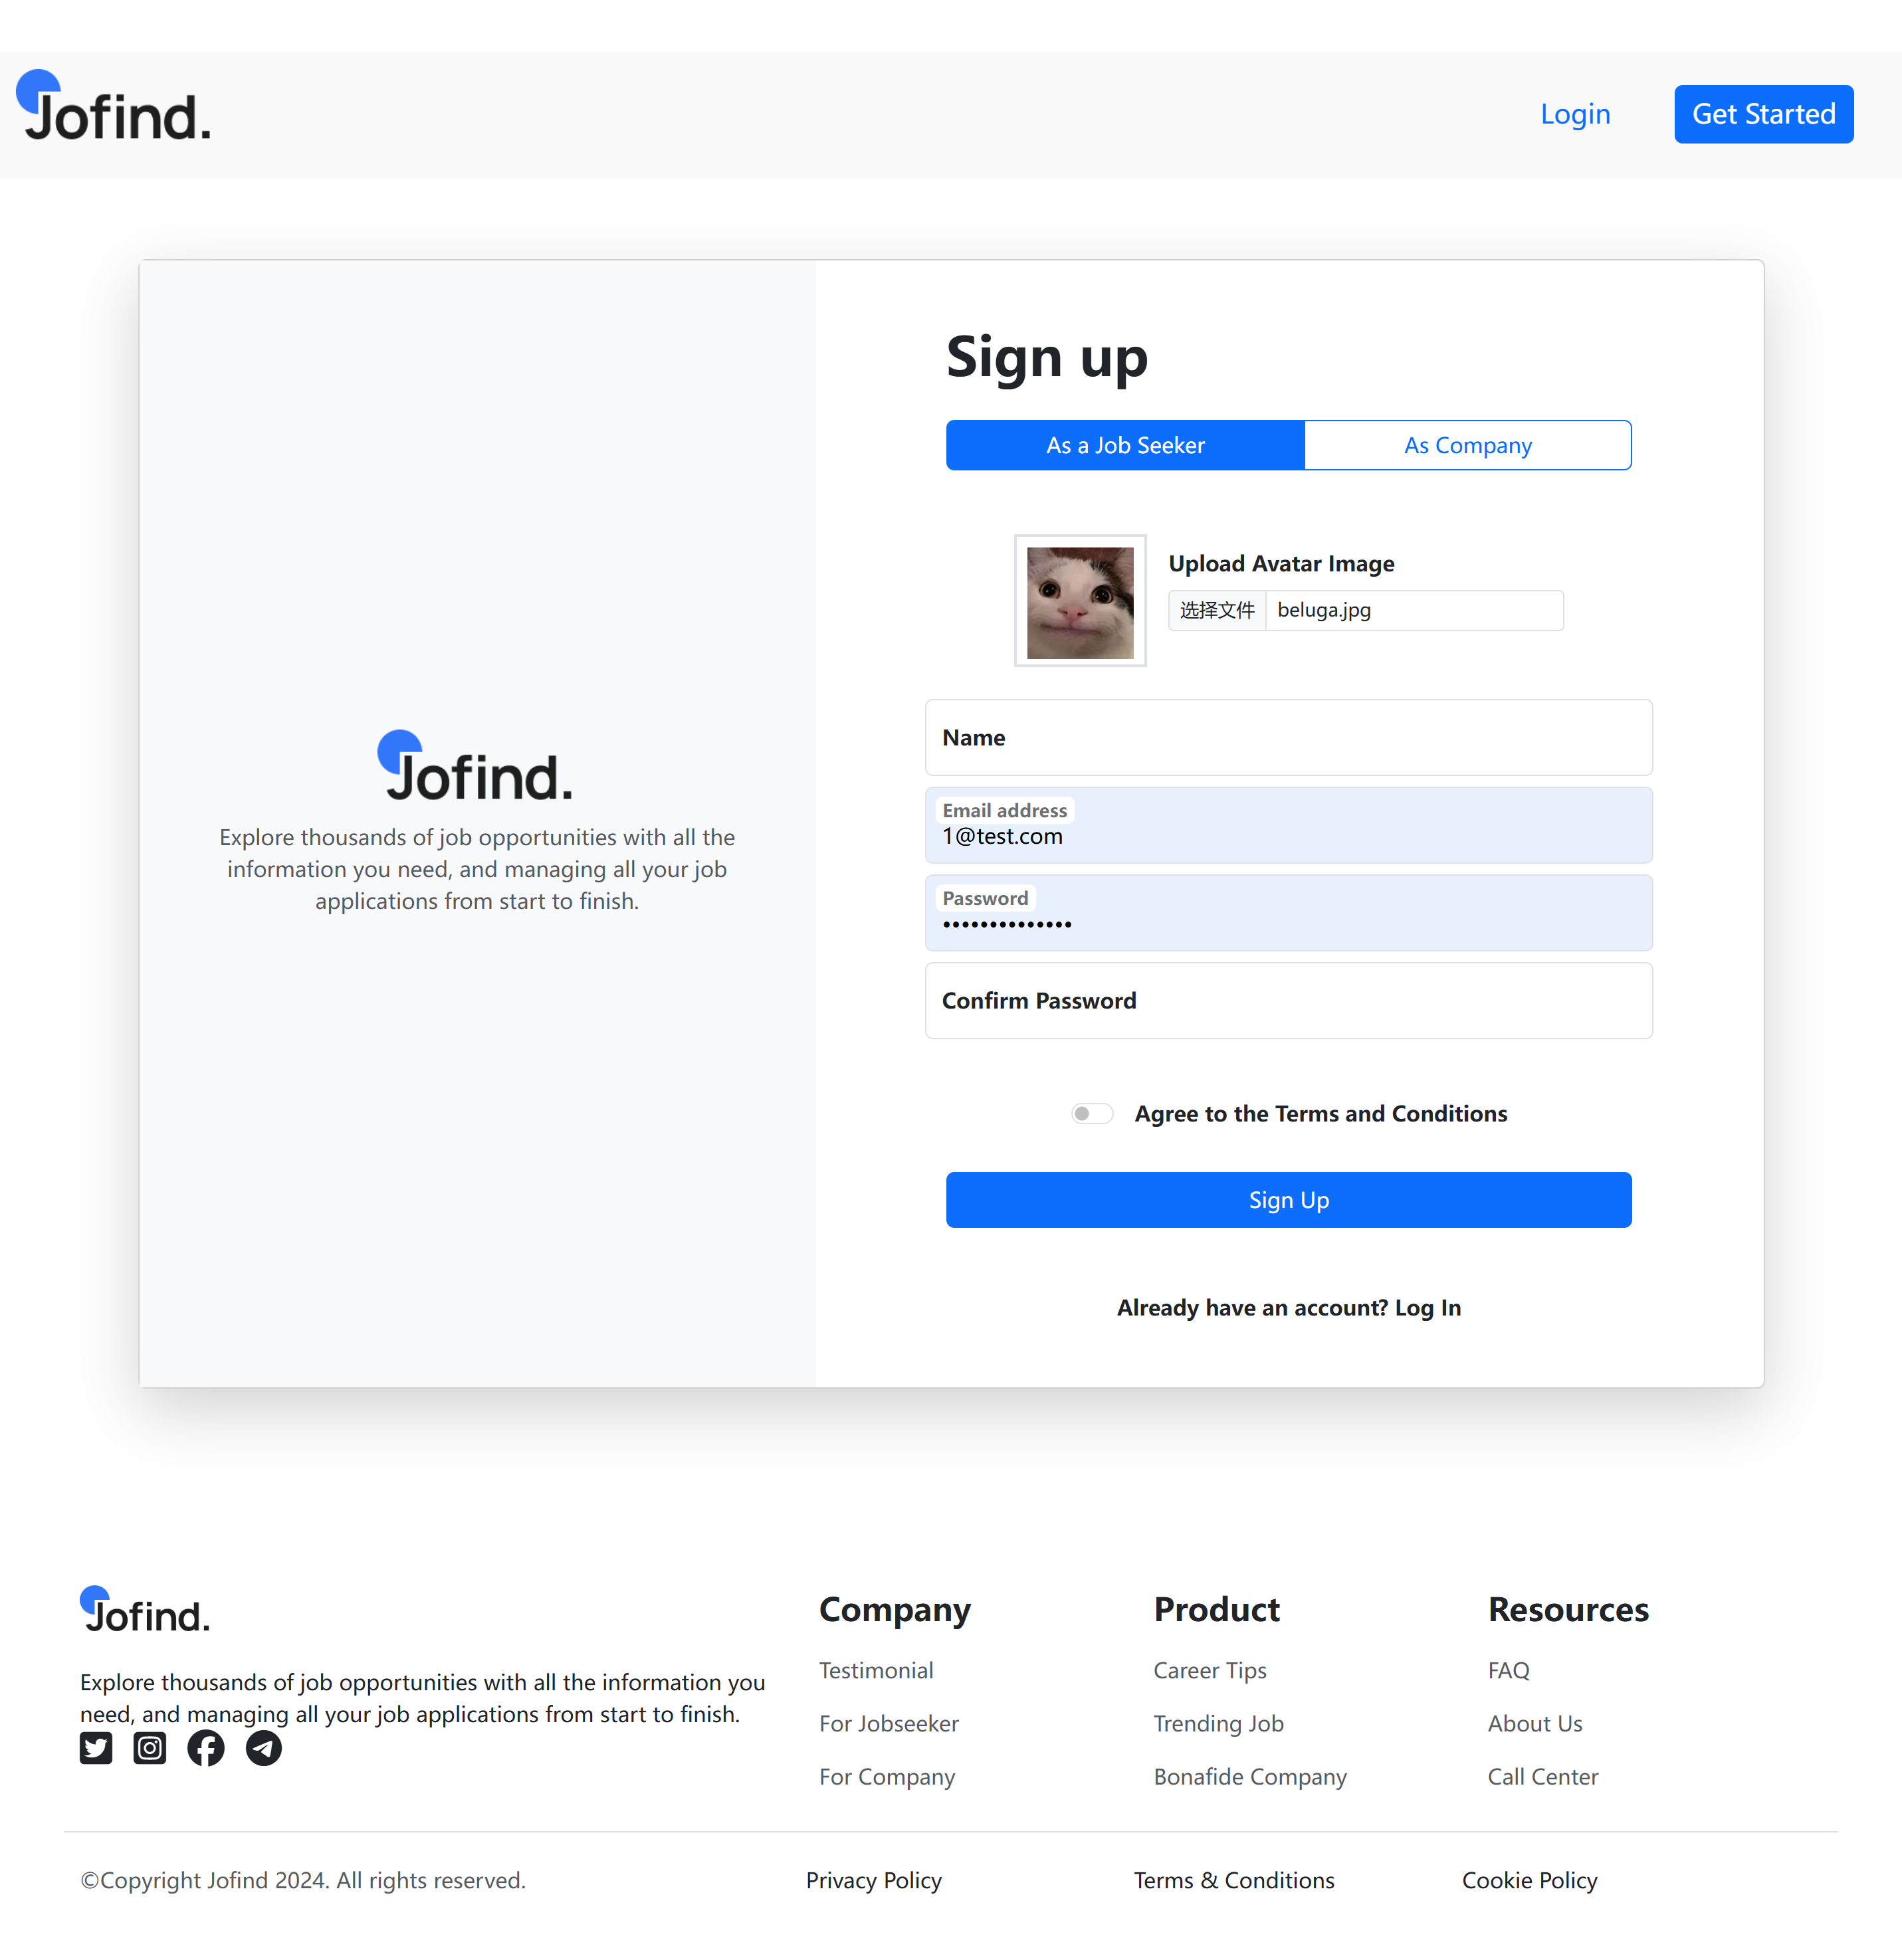 Jofind.
Login
Get Started
Sign up
As a Job Seeker
As Company
Upload Avatar Image
选择文件
beluga.jpg
Jofind.
Explore thousands of job opportunities with all the
information you need, and managing all your job
applications from start to finish.
Name
Email address
1@test.com
Password
••••••••••••••
Confirm Password
Agree to the Terms and Conditions
Sign Up
Already have an account? Log In
Jofind.
Explore thousands of job opportunities with all the information you
need, and managing all your job applications from start to finish.
Company
Testimonial
For Jobseeker
For Company
Product
Career Tips
Trending Job
Bonafide Company
Resources
FAQ
About Us
Call Center
©Copyright Jofind 2024. All rights reserved.
Privacy Policy
Terms & Conditions
Cookie Policy